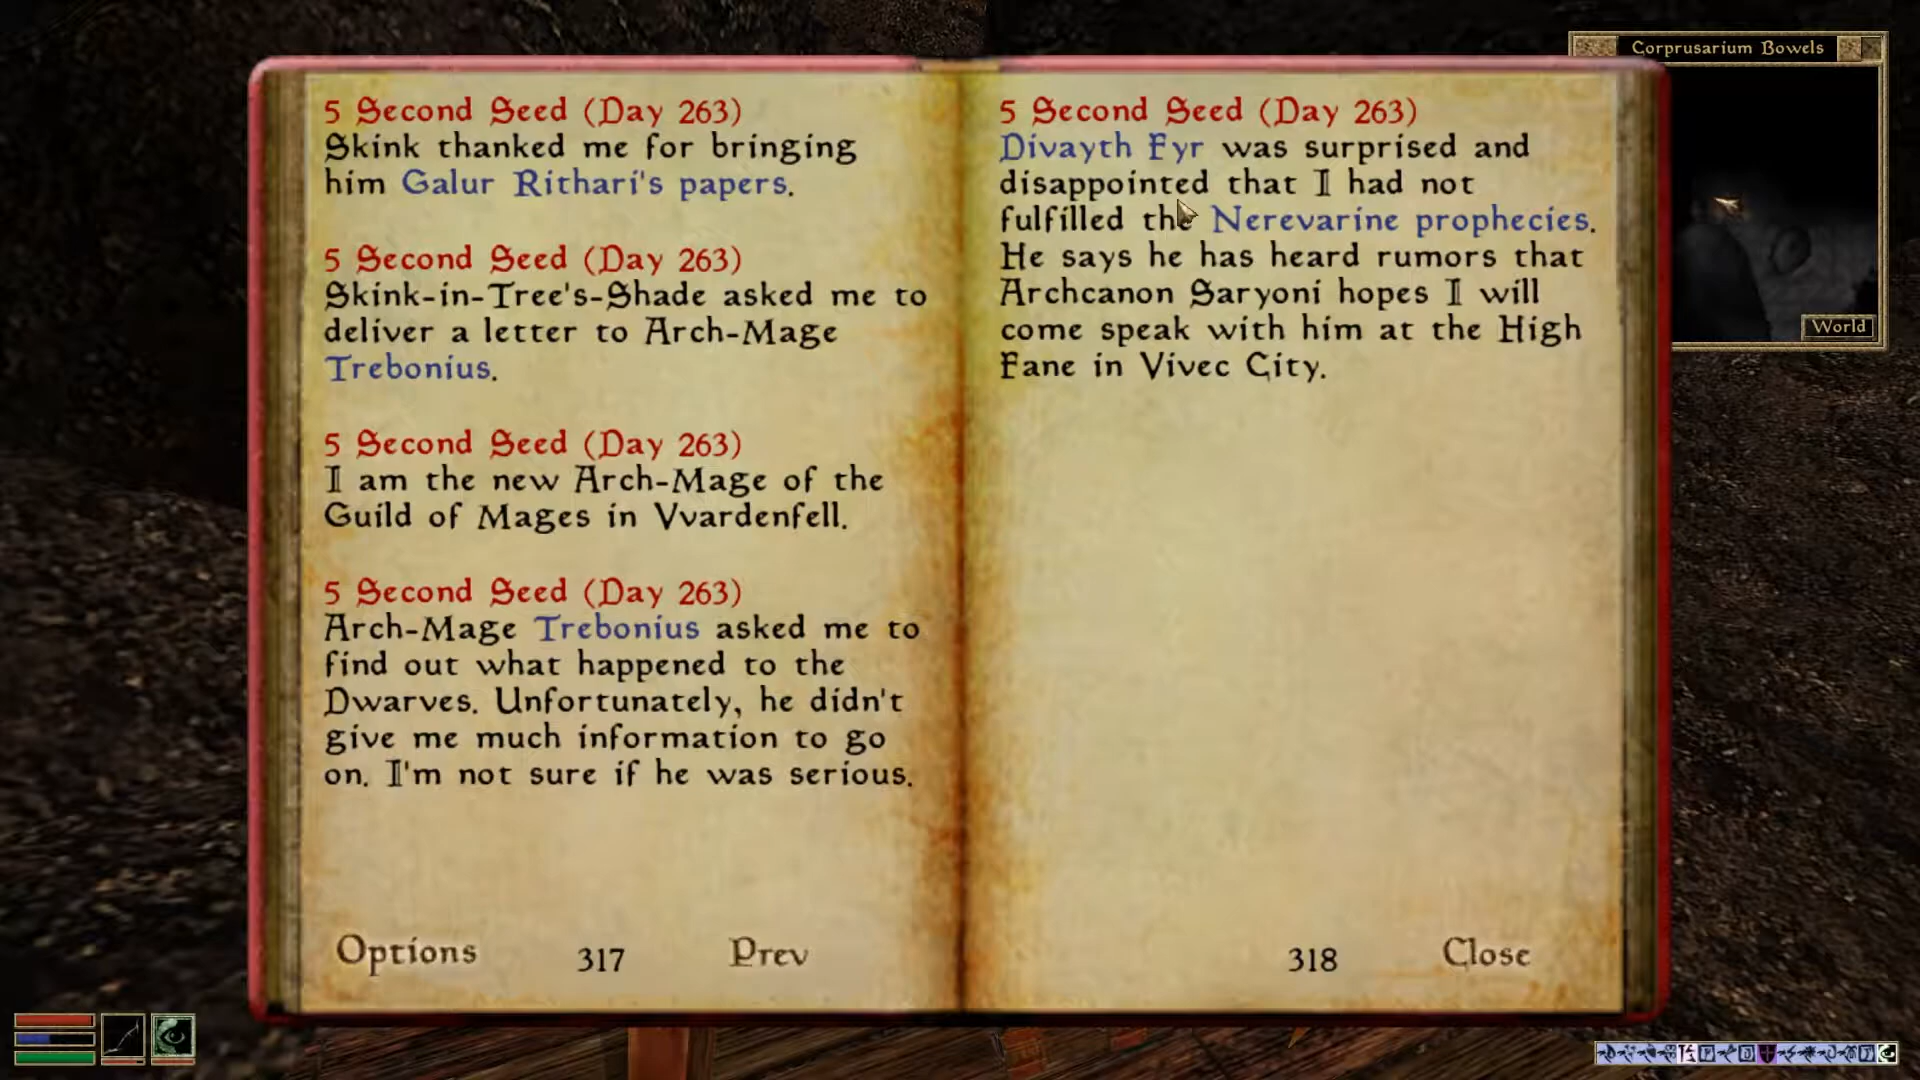 5 Second Seed (Day 263)
Skink thanked me for bringing
him Galur Rithari's papers.
5 Second Seed (Day 263)
Skink-in-Tree's-Shade asked me to
deliver a letter to Arch-Mage
Trebonius.
5 Second Seed (Day 263)
I am the new Arch-Mage of the
Guild of Mages in Vvardenfell.
5 Second Seed (Day 263)
Arch-Mage Trebonius asked me to
find out what happened to the
Dwarves. Unfortunately, he didn't
give me much information to go
on. I'm not sure if he was serious.
Options
317
Prev
5 Second Seed (Day 263)
Divayth Fyr was surprised and
disappointed that I had not
fulfilled the Nerevarine prophecies.
He says he has heard rumors that
Archcanon Saryoni hopes I will
come speak with him at the High
Fane in Vivec City.
318
Close
Corprusarium Bowels
World